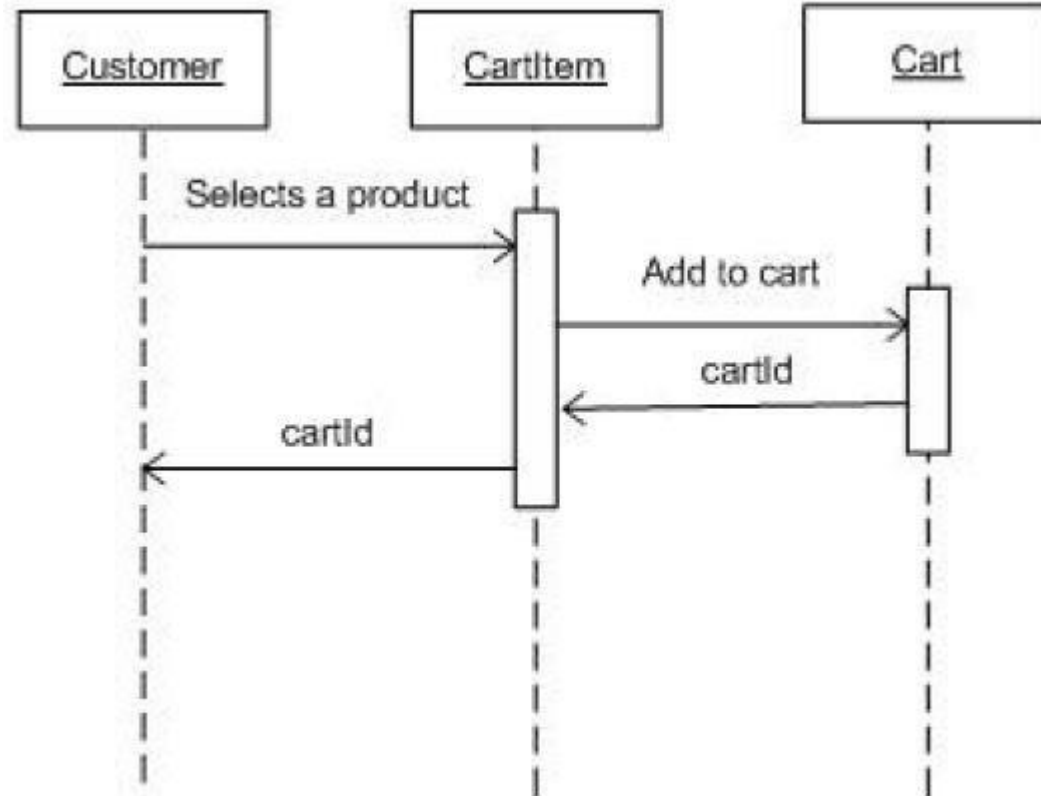 Customer
CartItem
Cart
Selects a product
Add to cart
cartId
cartId